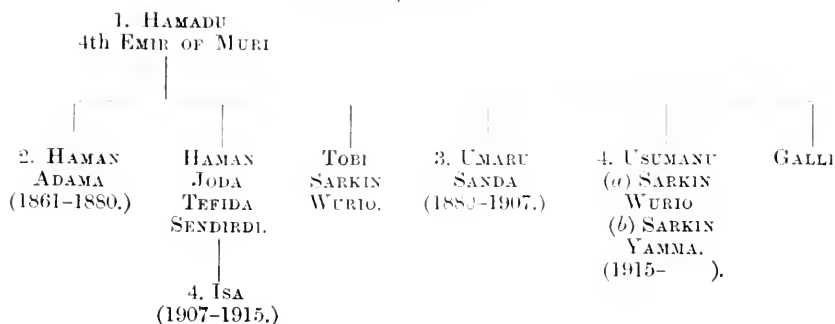 1. HAMADU
4th EMIR OF MURI
2. HAMAN
ADAMA
(1861-1880.)
HAMAN
JODA
TEFIDA
SENDIRDI.
TOBI
SARKIN
WURIO.
3. UMARU
SANDA
(1880-1907.)
4. USUMANU
(a) SARKIN
WURIO
(b) SARKIN
YAMMA.
(1915- ).
GALLI
4. ISA
(1907-1915.)